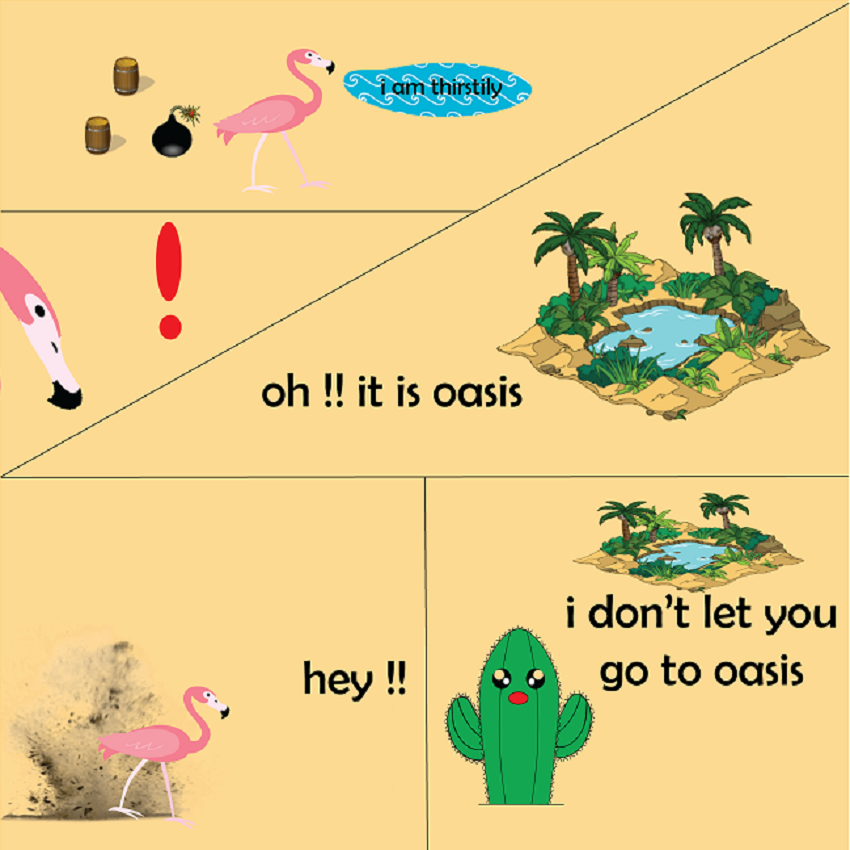 i am thirstily
!
oh !! it is oasis
hey !!
i don't let you
go to oasis